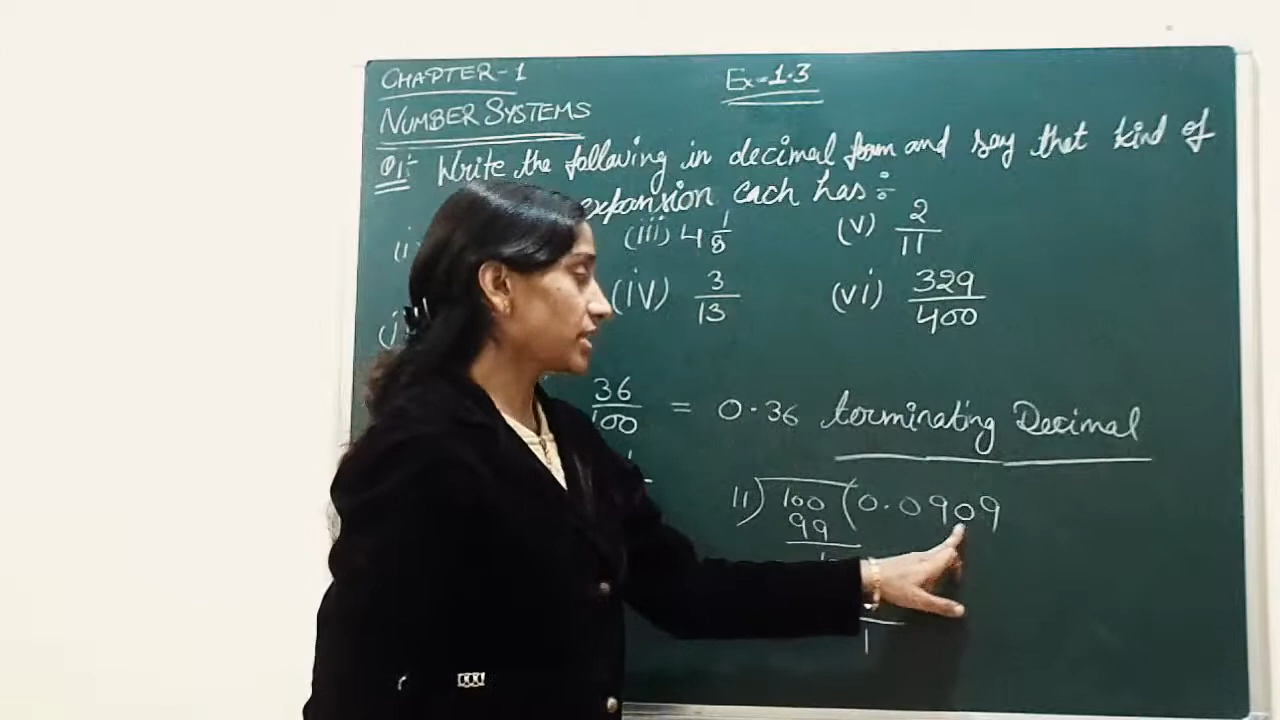 CHAPTER-1
Ex-1.3
NUMBER SYSTEMS
Q1:- Write the following in decimal form and say that kind of
expansion each has :-
(i) (iii) 4 1/8 (v) 2/11
(iv) 3/13 (vi) 329/400
36/100 = 0.36 terminating Decimal
11) 100 (0.0909
99
1